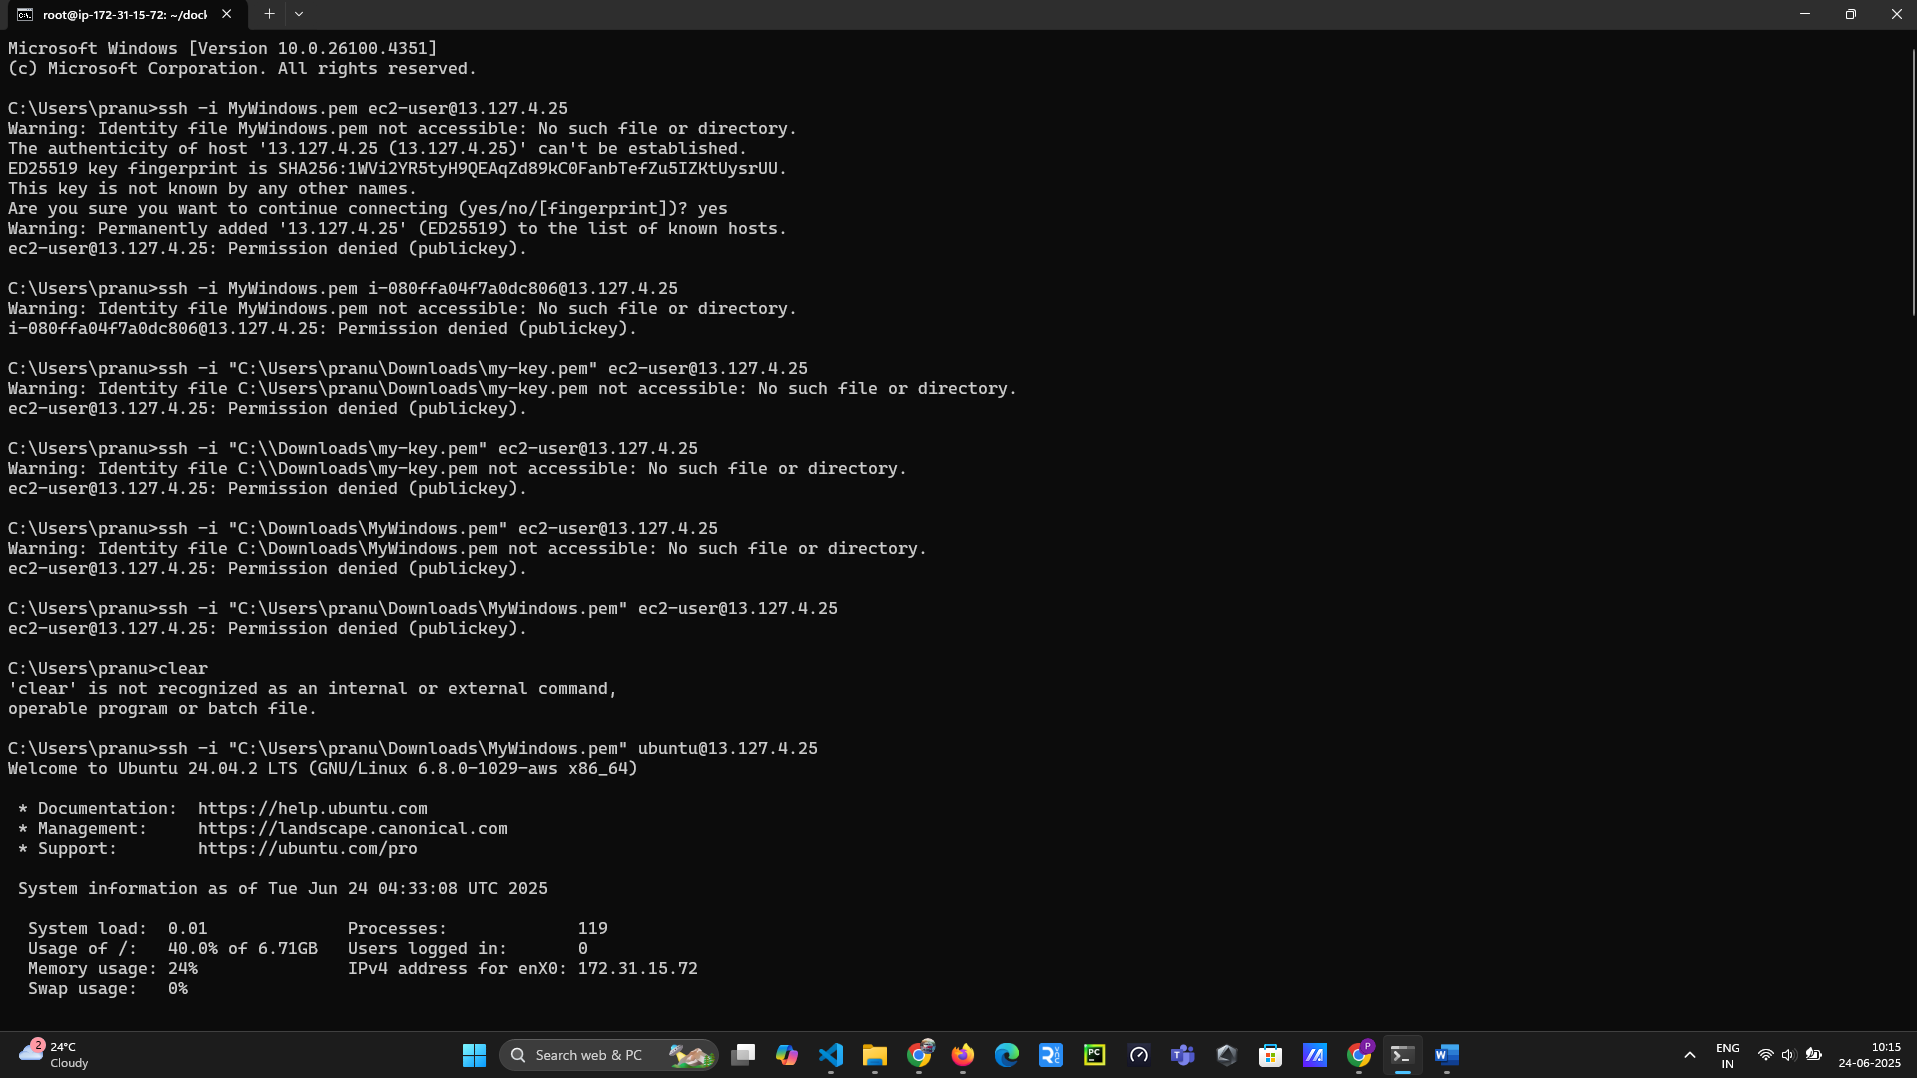 root@ip-172-31-15-72: ~/dock
Microsoft Windows [Version 10.0.26100.4351]
(c) Microsoft Corporation. All rights reserved.
C:\Users\pranu>ssh -i MyWindows.pem ec2-user@13.127.4.25
Warning: Identity file MyWindows.pem not accessible: No such file or directory.
The authenticity of host '13.127.4.25 (13.127.4.25)' can't be established.
ED25519 key fingerprint is SHA256:1WVi2YR5tyH9QEAqZd89kC0FanbTefZu5IZKtUysrUU.
This key is not known by any other names.
Are you sure you want to continue connecting (yes/no/[fingerprint])? yes
Warning: Permanently added '13.127.4.25' (ED25519) to the list of known hosts.
ec2-user@13.127.4.25: Permission denied (publickey).
C:\Users\pranu>ssh -i MyWindows.pem i-080ffa04f7a0dc806@13.127.4.25
Warning: Identity file MyWindows.pem not accessible: No such file or directory.
i-080ffa04f7a0dc806@13.127.4.25: Permission denied (publickey).
C:\Users\pranu>ssh -i "C:\Users\pranu\Downloads\my-key.pem" ec2-user@13.127.4.25
Warning: Identity file C:\Users\pranu\Downloads\my-key.pem not accessible: No such file or directory.
ec2-user@13.127.4.25: Permission denied (publickey).
C:\Users\pranu>ssh -i "C:\\Downloads\my-key.pem" ec2-user@13.127.4.25
Warning: Identity file C:\\Downloads\my-key.pem not accessible: No such file or directory.
ec2-user@13.127.4.25: Permission denied (publickey).
C:\Users\pranu>ssh -i "C:\Downloads\MyWindows.pem" ec2-user@13.127.4.25
Warning: Identity file C:\Downloads\MyWindows.pem not accessible: No such file or directory.
ec2-user@13.127.4.25: Permission denied (publickey).
C:\Users\pranu>ssh -i "C:\Users\pranu\Downloads\MyWindows.pem" ec2-user@13.127.4.25
ec2-user@13.127.4.25: Permission denied (publickey).
C:\Users\pranu>clear
'clear' is not recognized as an internal or external command,
operable program or batch file.
C:\Users\pranu>ssh -i "C:\Users\pranu\Downloads\MyWindows.pem" ubuntu@13.127.4.25
Welcome to Ubuntu 24.04.2 LTS (GNU/Linux 6.8.0-1029-aws x86_64)
* Documentation: https://help.ubuntu.com
* Management: https://landscape.canonical.com
* Support: https://ubuntu.com/pro
System information as of Tue Jun 24 04:33:08 UTC 2025
System load: 0.01 Processes: 119
Usage of /: 40.0% of 6.71GB Users logged in: 0
Memory usage: 24% IPv4 address for enX0: 172.31.15.72
Swap usage: 0%
2 24°C
Cloudy
Search web & PC
ENG
IN
10:15
24-06-2025